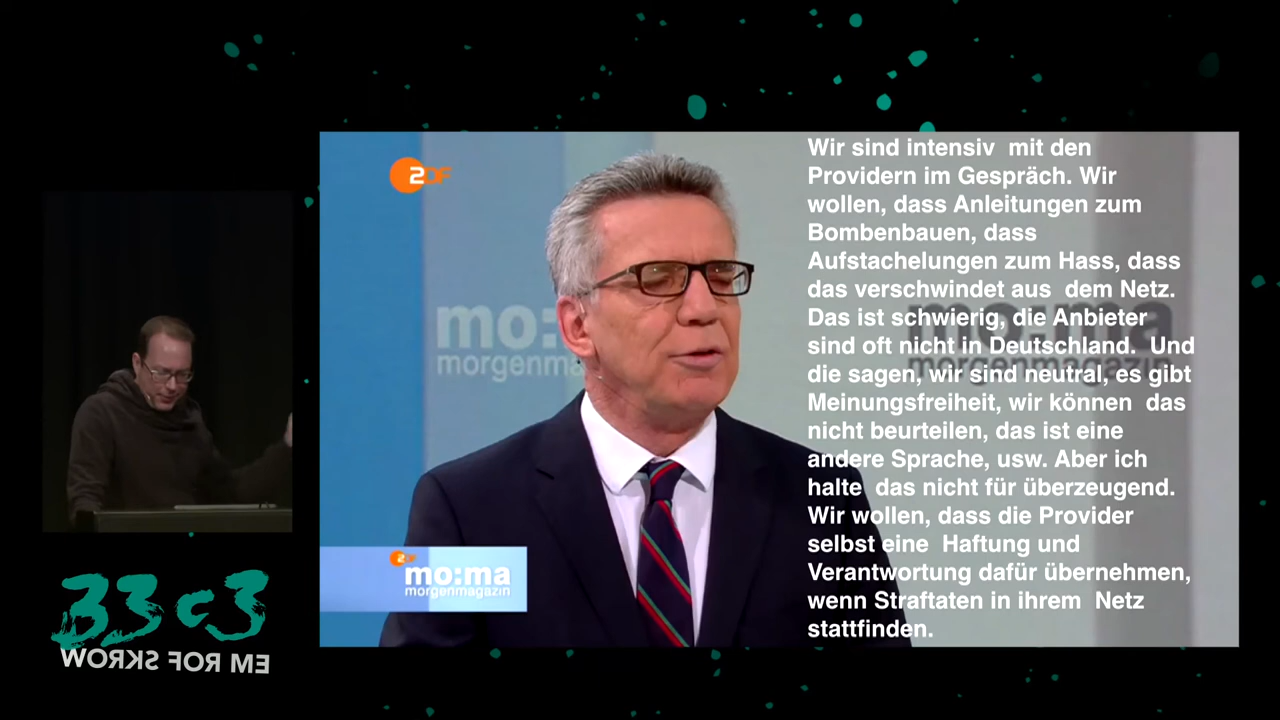 Wir sind intensiv mit den
Providern im Gespräch. Wir
wollen, dass Anleitungen zum
Bombenbauen, dass
Aufstachelungen zum Hass, dass
das verschwindet aus dem Netz.
Das ist schwierig, die Anbieter
sind oft nicht in Deutschland. Und
die sagen, wir sind neutral, es gibt
Meinungsfreiheit, wir können das
nicht beurteilen, das ist eine
andere Sprache, usw. Aber ich
halte das nicht für überzeugend.
Wir wollen, dass die Provider
selbst eine Haftung und
Verantwortung dafür übernehmen,
wenn Straftaten in ihrem Netz
stattfinden.
2DF
mo:
morgenma
mo:ma
morgenmagazin
2DF
mo:ma
morgenmagazin
33c3
WORKS FOR ME